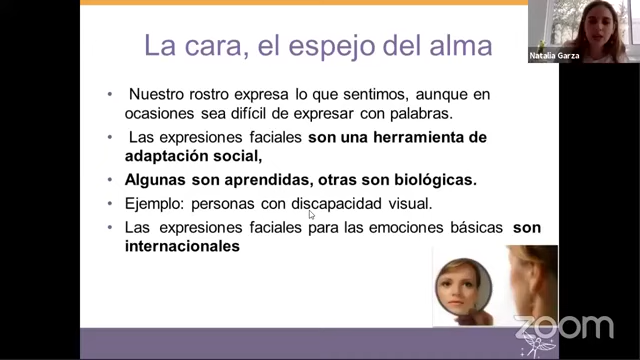 La cara, el espejo del alma
Natalia Garza
• Nuestro rostro expresa lo que sentimos, aunque en
ocasiones sea difícil de expresar con palabras.
• Las expresiones faciales son una herramienta de
adaptación social,
• Algunas son aprendidas, otras son biológicas.
• Ejemplo: personas con discapacidad visual.
• Las expresiones faciales para las emociones básicas son
internacionales
zoom